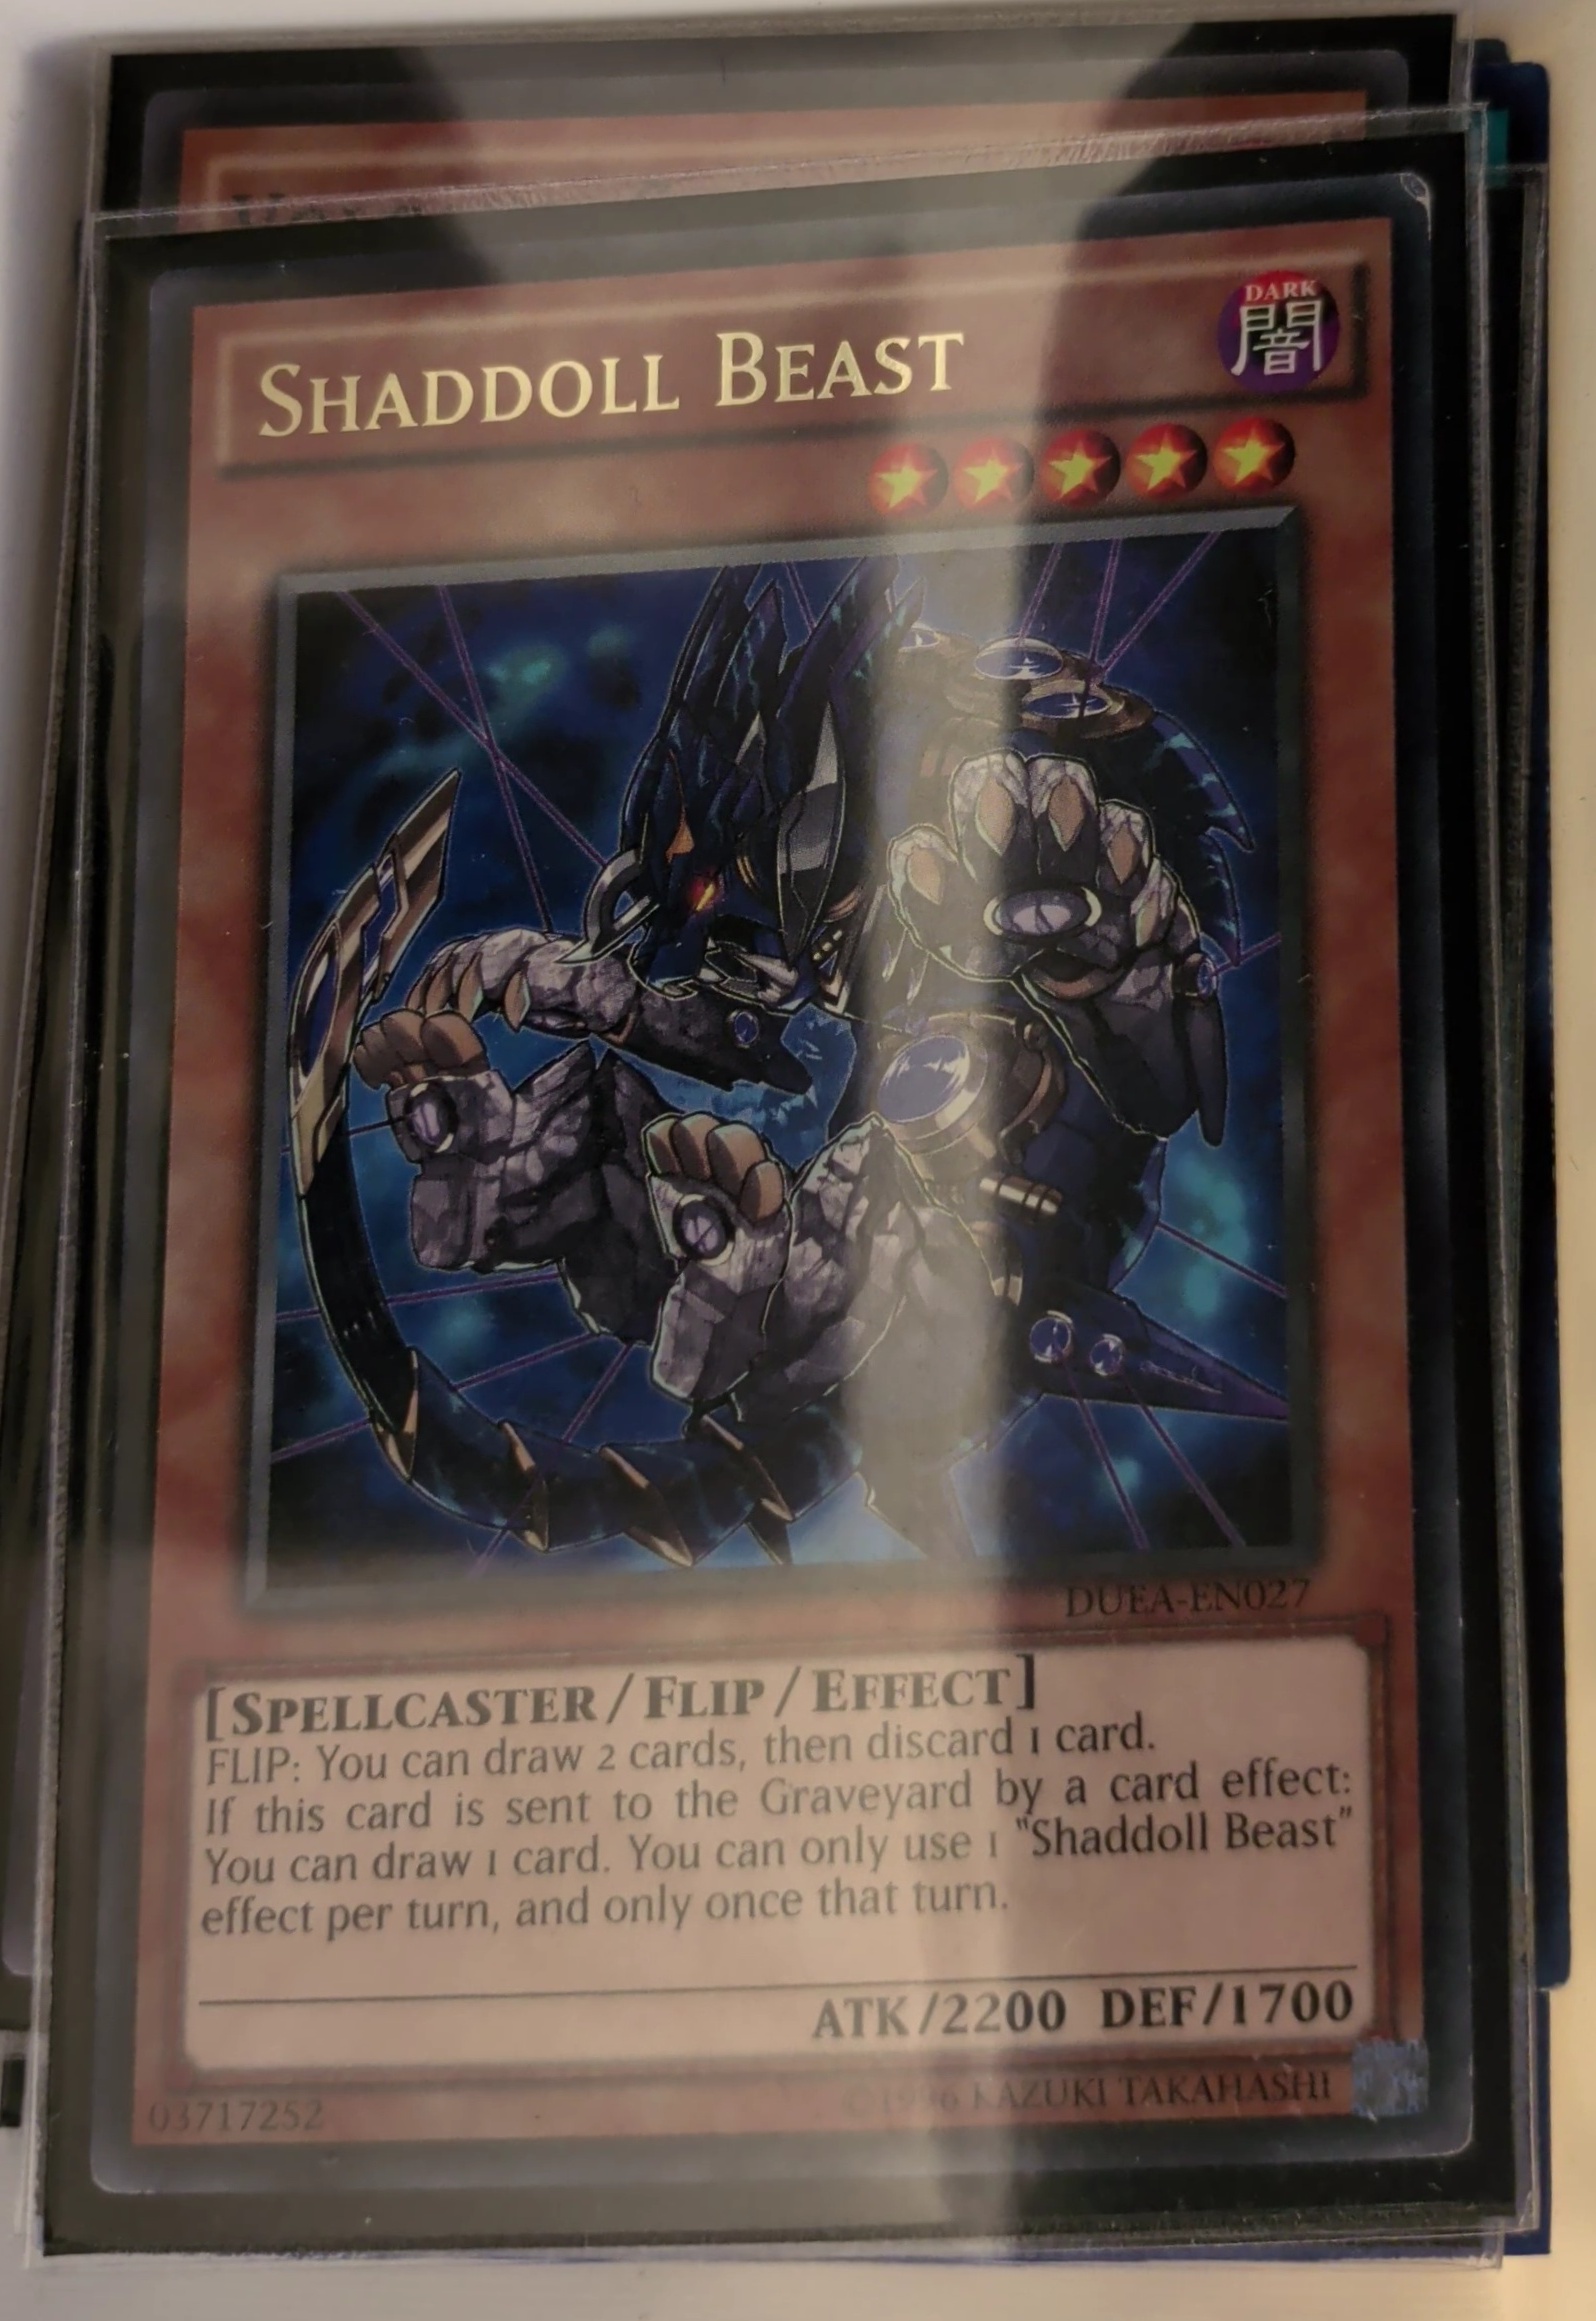 SHADDOLL BEAST
DARK
闇
DUEA-EN027
[SPELLCASTER/FLIP/EFFECT]
FLIP: You can draw 2 cards, then discard 1 card.
If this card is sent to the Graveyard by a card effect:
You can draw 1 card. You can only use 1 "Shaddoll Beast"
effect per turn, and only once that turn.
ATK/2200 DEF/1700
03717252
©1996 KAZUKI TAKAHASHI